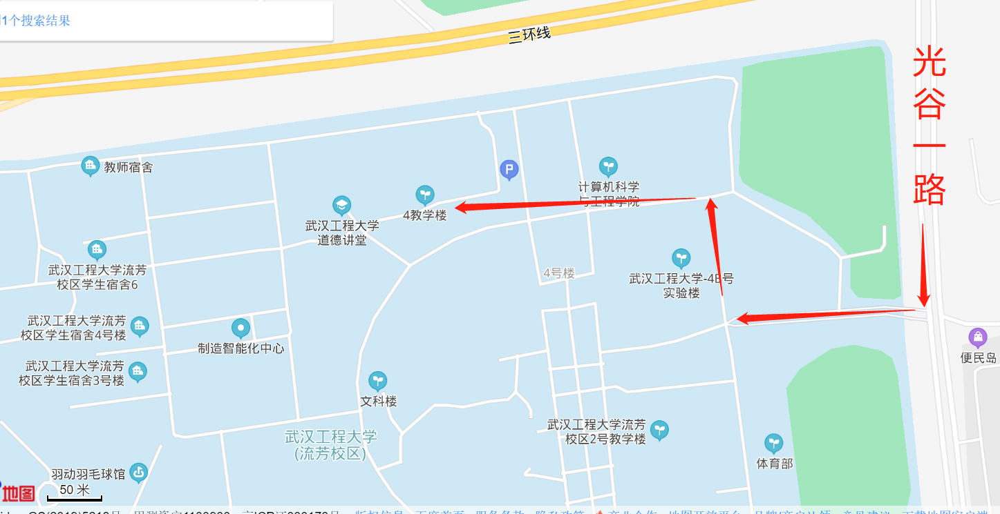 1个搜索结果
三环线
光
谷
一
路
教师宿舍
计算机科学
与工程学院
4教学楼
武汉工程大学
道德讲堂
武汉工程大学流芳
校区学生宿舍6
4号楼
武汉工程大学-4B号
实验楼
武汉工程大学流芳
校区学生宿舍4号楼
制造智能化中心
便民岛
武汉工程大学流芳
校区学生宿舍3号楼
文科楼
武汉工程大学
(流芳校区)
武汉工程大学流芳
校区2号教学楼
体育部
羽动羽毛球馆
地图
50 米